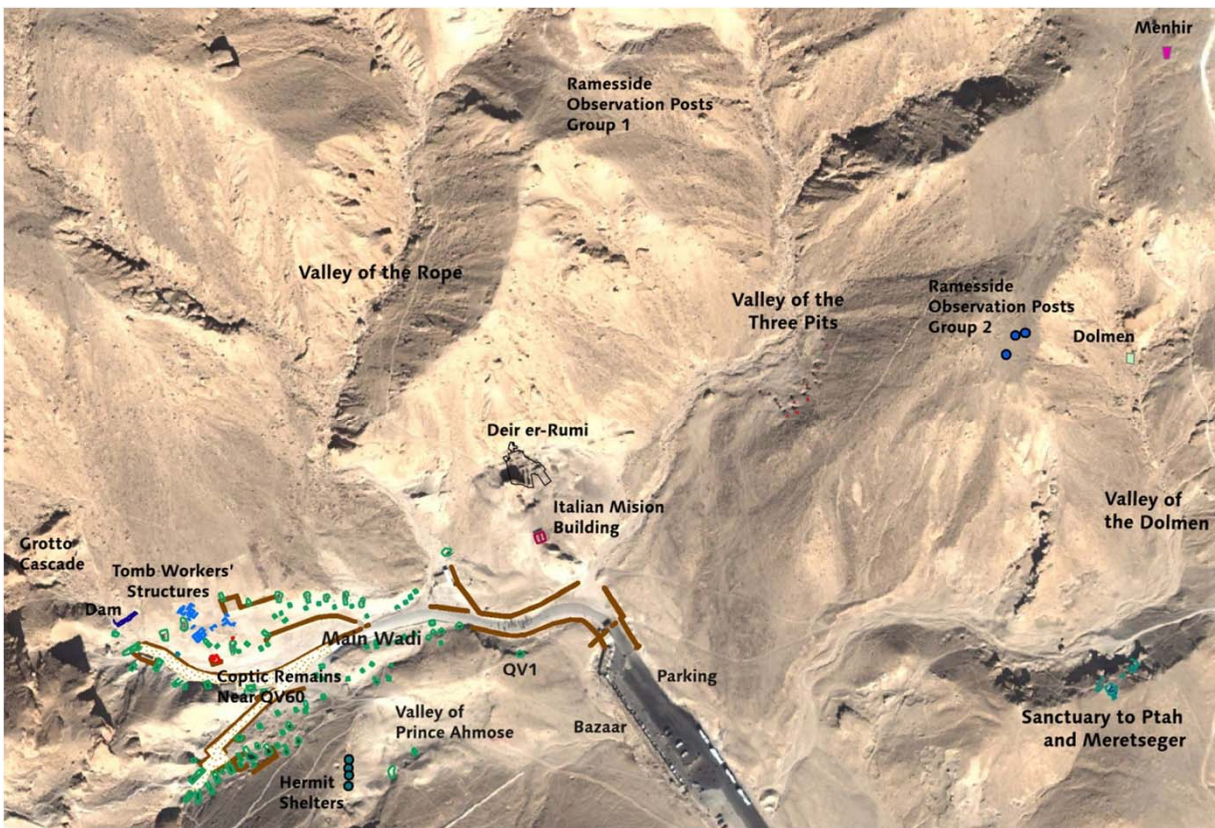 Menhir
Ramesside
Observation Posts
Group 1
Valley of the Rope
Valley of the
Three Pits
Ramesside
Observation Posts
Group 2
Dolmen
Deir er-Rumi
Italian Mision
Building
Valley of
the Dolmen
Grotto
Cascade
Tomb Workers'
Structures
Dam
Main Wadi
Coptic Remains
Near QV60
QV1
Parking
Valley of
Prince Ahmose
Bazaar
Sanctuary to Ptah
and Meretseger
Hermit
Shelters